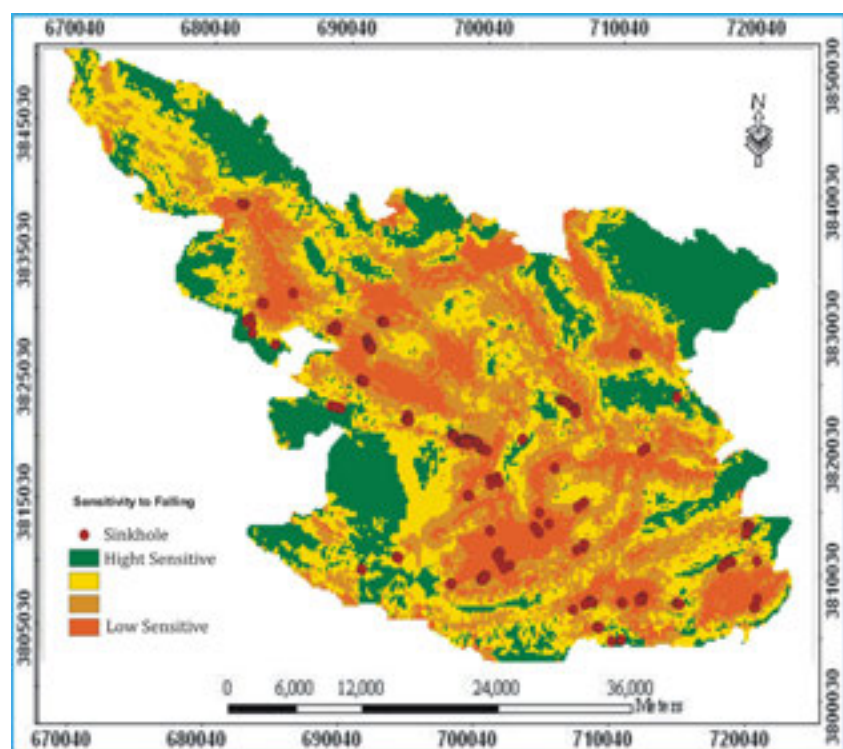 670040 680040 690040 700040 710040 720040
3845030
3835030
3825030
3815030
3805030
3850030
3840030
3830030
3820030
3810030
3800030
N
Sensitivity to Falling
Sinkhole
Hight Sensitive
Low Sensitive
0 6,000 12,000 24,000 36,000
Meters
670040 680040 690040 700040 710040 720040